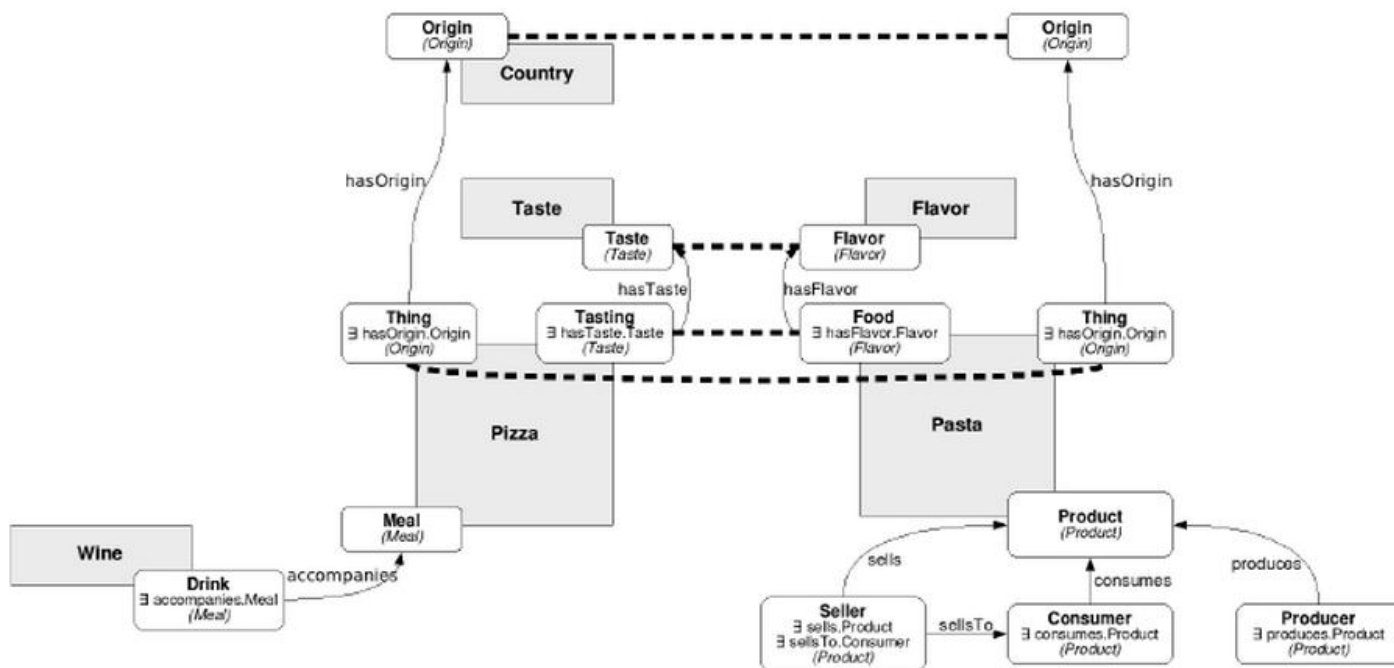 Origin
(Origin)
Origin
(Origin)
Country
hasOrigin
hasOrigin
Taste
Flavor
Taste
(Taste)
Flavor
(Flavor)
hasTaste
hasFlavor
Thing
∃ hasOrigin.Origin
(Origin)
Tasting
∃ hasTaste.Taste
(Taste)
Food
∃ hasFlavor.Flavor
(Flavor)
Thing
∃ hasOrigin.Origin
(Origin)
Pizza
Pasta
Meal
(Meal)
Product
(Product)
Wine
Drink
∃ accompanies.Meal
(Meal)
accompanies
sells
consumes
produces
Seller
∃ sells.Product
∃ sellsTo.Consumer
(Product)
sellsTo
Consumer
∃ consumes.Product
(Product)
Producer
∃ produces.Product
(Product)